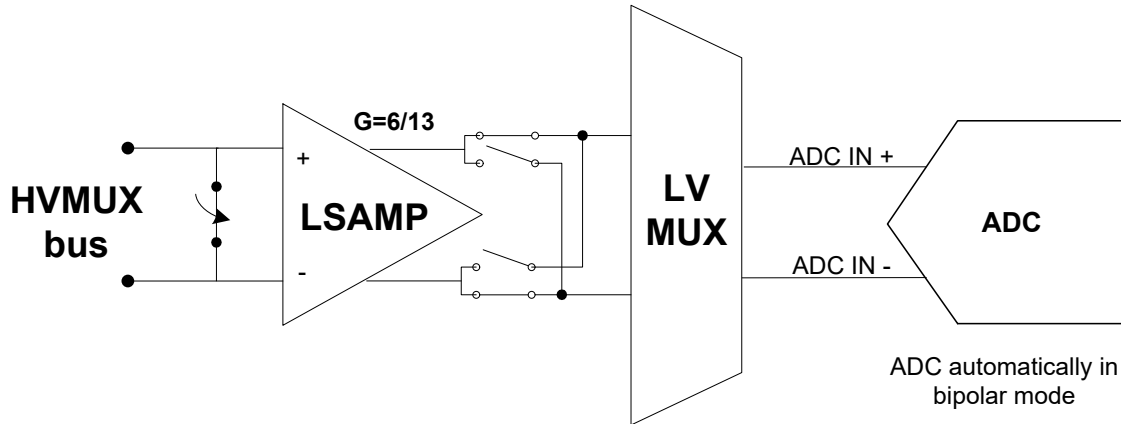 G=6/13
+
HVMUX
bus
LSAMP
-
LV
MUX
ADC IN +
ADC IN -
ADC
ADC automatically in
bipolar mode